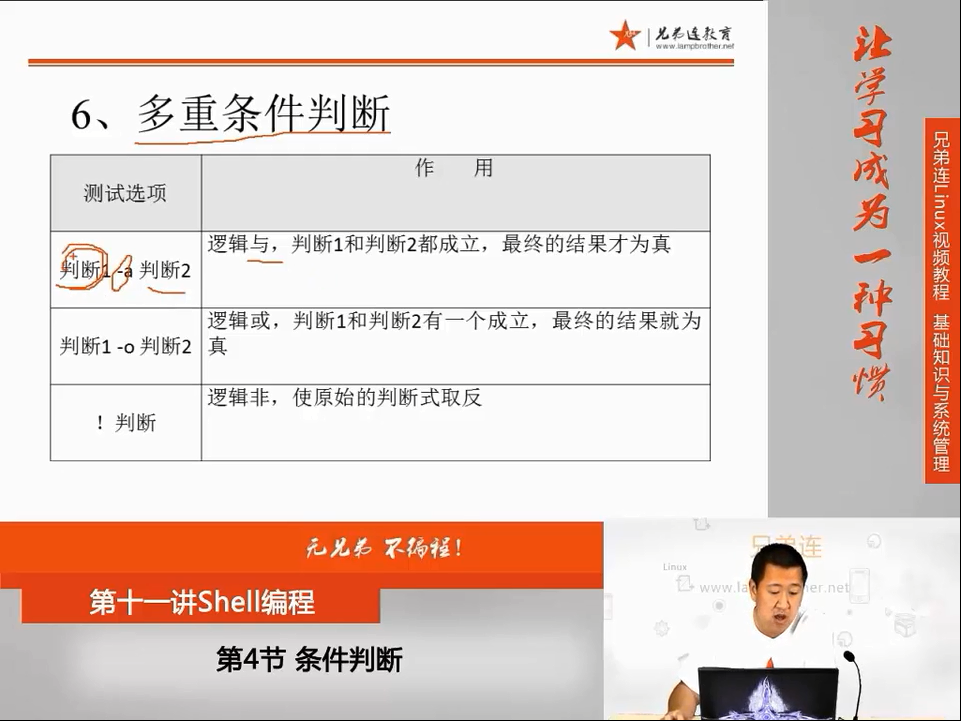 兄弟连教育
www.lampbrother.net
6、多重条件判断
测试选项
作 用
判断1 -a 判断2
逻辑与，判断1和判断2都成立，最终的结果才为真
判断1 -o 判断2
逻辑或，判断1和判断2有一个成立，最终的结果就为
真
！判断
逻辑非，使原始的判断式取反
让学习成为一种习惯
兄弟连Linux视频教程 基础知识与系统管理
无兄弟 不编程！
第十一讲Shell编程
第4节 条件判断
兄弟连
Linux